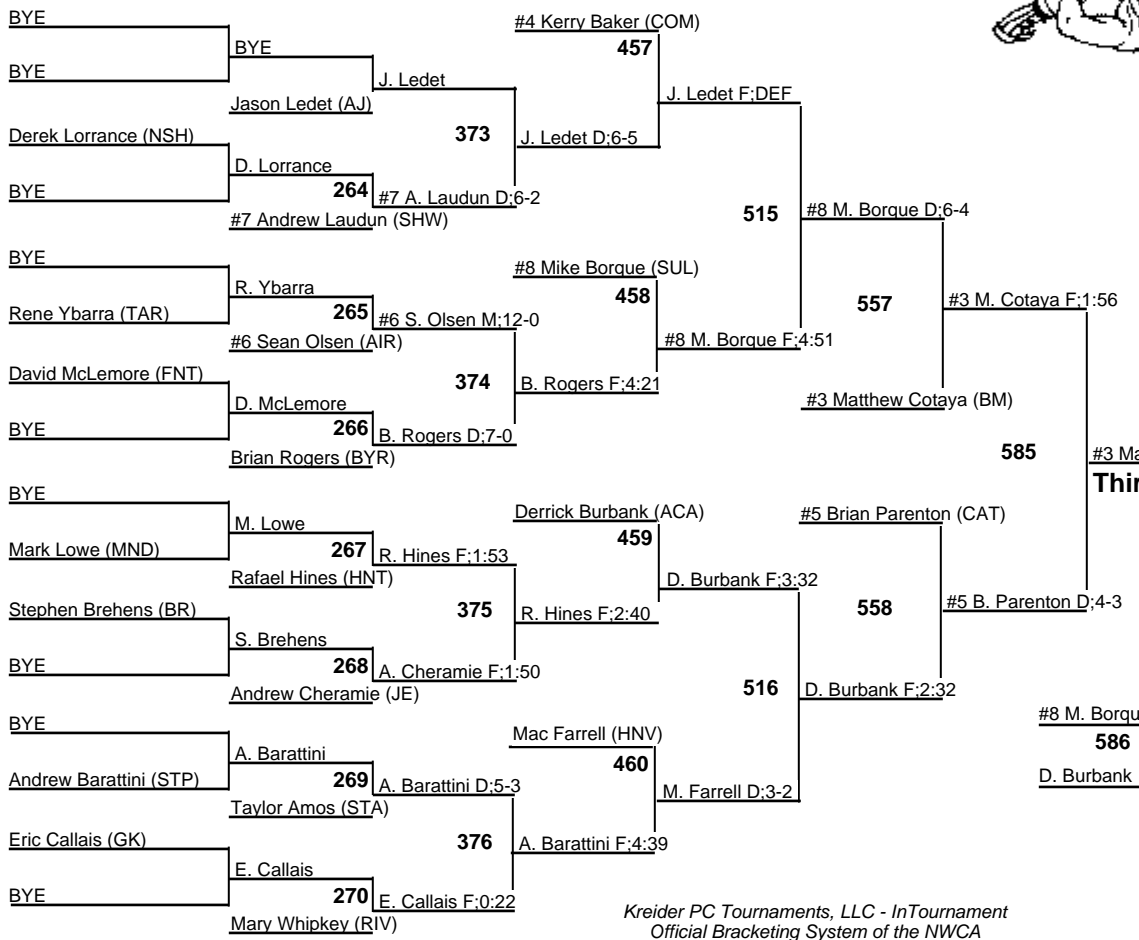 BYE
#4 Kerry Baker (COM)
457
BYE
BYE
J. Ledet
J. Ledet F;DEF
Jason Ledet (AJ)
373
Derek Lorrance (NSH)
J. Ledet D;6-5
D. Lorrance
264
BYE
#7 A. Laudun D;6-2
#7 Andrew Laudun (SHW)
515
#8 M. Borque D;6-4
BYE
#8 Mike Borque (SUL)
R. Ybarra
458
265
Rene Ybarra (TAR)
#6 S. Olsen M;12-0
557
#3 M. Cotaya F;1:56
#6 Sean Olsen (AIR)
#8 M. Borque F;4:51
David McLemore (FNT)
374
B. Rogers F;4:21
D. McLemore
#3 Matthew Cotaya (BM)
266
BYE
B. Rogers D;7-0
Brian Rogers (BYR)
585
#3 Ma
Thir
BYE
Derrick Burbank (ACA)
#5 Brian Parenton (CAT)
M. Lowe
459
267
Mark Lowe (MND)
R. Hines F;1:53
Rafael Hines (HNT)
D. Burbank F;3:32
Stephen Brehens (BR)
375
R. Hines F;2:40
558
#5 B. Parenton D;4-3
S. Brehens
268
BYE
A. Cheramie F;1:50
Andrew Cheramie (JE)
516
D. Burbank F;2:32
BYE
Mac Farrell (HNV)
#8 M. Borqu
A. Barattini
460
586
269
Andrew Barattini (STP)
A. Barattini D;5-3
M. Farrell D;3-2
D. Burbank
Taylor Amos (STA)
Eric Callais (GK)
376
A. Barattini F;4:39
E. Callais
270
BYE
E. Callais F;0:22
Mary Whipkey (RIV)
Kreider PC Tournaments, LLC - InTournament
Official Bracketing System of the NWCA